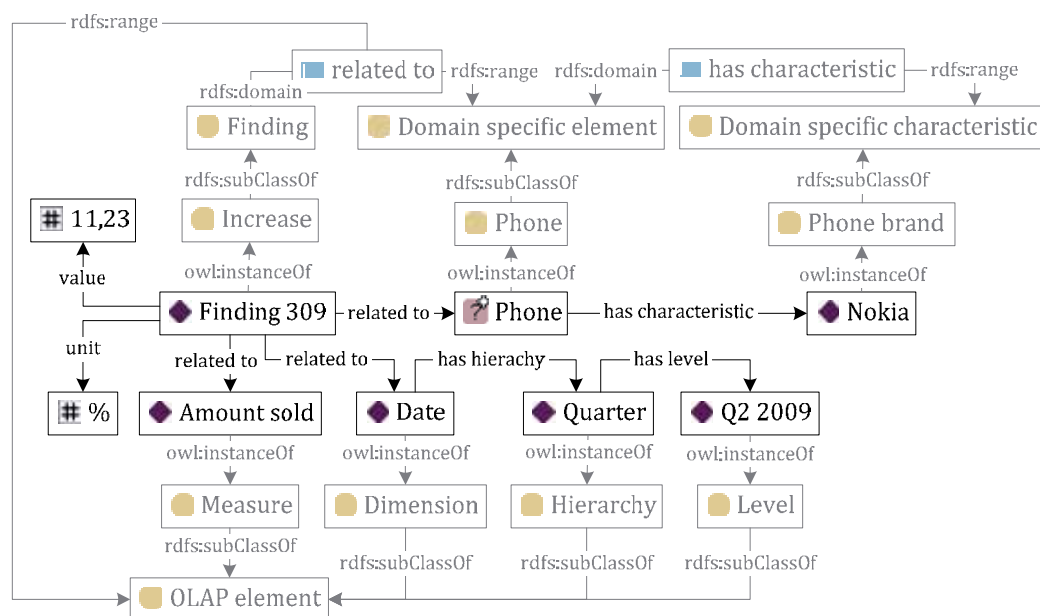 rdfs:range
related to
has characteristic
rdfs:range
rdfs:domain
rdfs:range
rdfs:domain
Finding
Domain specific element
Domain specific characteristic
rdfs:subClassOf
rdfs:subClassOf
rdfs:subClassOf
# 11,23
Increase
Phone
Phone brand
value
owl:instanceOf
owl:instanceOf
owl:instanceOf
Finding 309
related to
? Phone
has characteristic
Nokia
unit
related to
related to
has hierachy
has level
# %
Amount sold
Date
Quarter
Q2 2009
owl:instanceOf
owl:instanceOf
owl:instanceOf
owl:instanceOf
Measure
Dimension
Hierarchy
Level
rdfs:subClassOf
rdfs:subClassOf
rdfs:subClassOf
rdfs:subClassOf
OLAP element